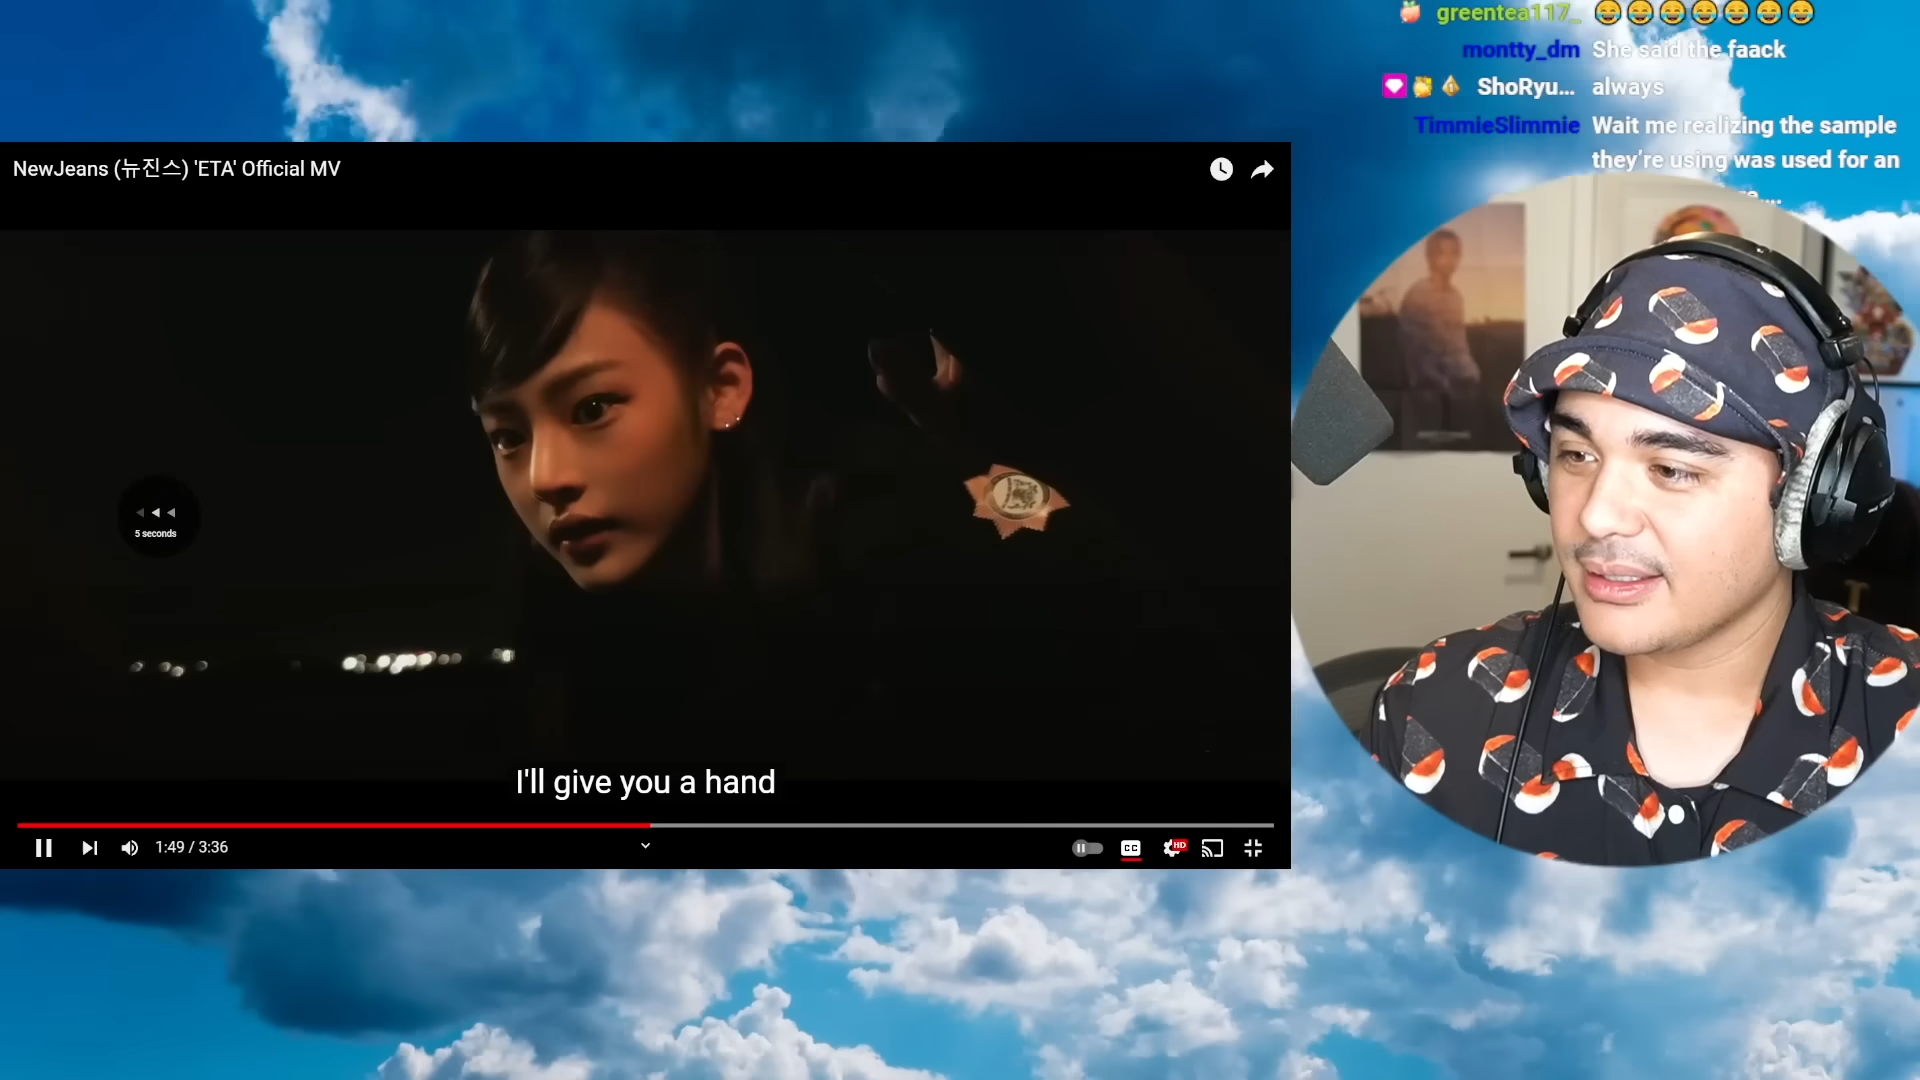 greentea117_ 😂😂😂😂😂😂😂
montty_dm She said the faack
ShoRyu... always
TimmieSlimmie Wait me realizing the sample
they're using was used for an
NewJeans (뉴진스) 'ETA' Official MV
5 seconds
I'll give you a hand
1:49 / 3:36
CC
HD